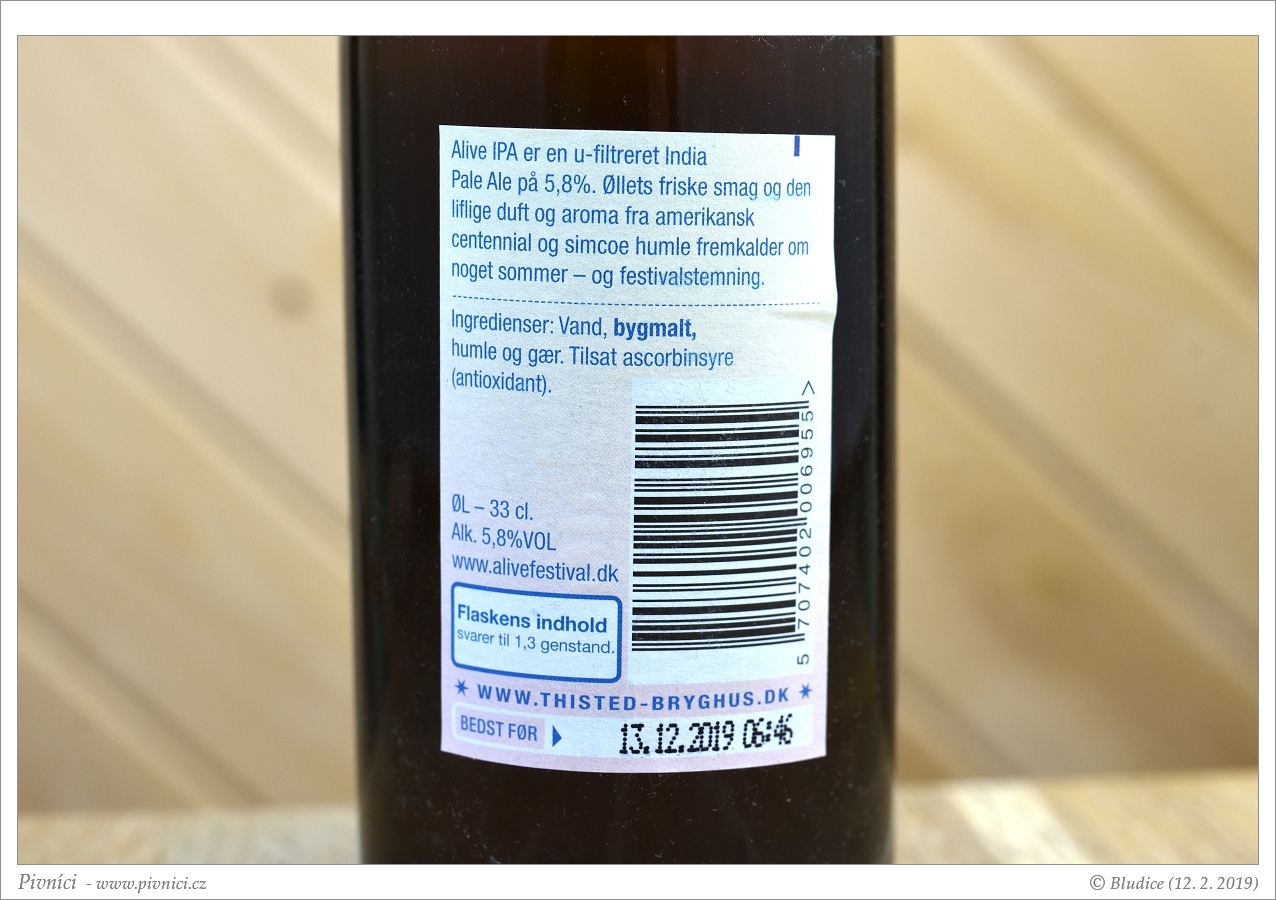 Alive IPA er en u-filtreret India
Pale Ale på 5,8%. Øllets friske smag og den
liflige duft og aroma fra amerikansk
centennial og simcoe humle fremkalder om
noget sommer – og festivalstemning.
Ingredienser: Vand, bygmalt,
humle og gær. Tilsat ascorbinsyre
(antioxidant).
ØL – 33 cl.
Alk. 5,8%VOL
www.alivefestival.dk
Flaskens indhold
svarer til 1,3 genstand.
5 707402 006955 >
* WWW.THISTED-BRYGHUS.DK *
BEDST FØR
13.12.2019 06:46
Pivníci - www.pivnici.cz
© Bludice (12. 2. 2019)